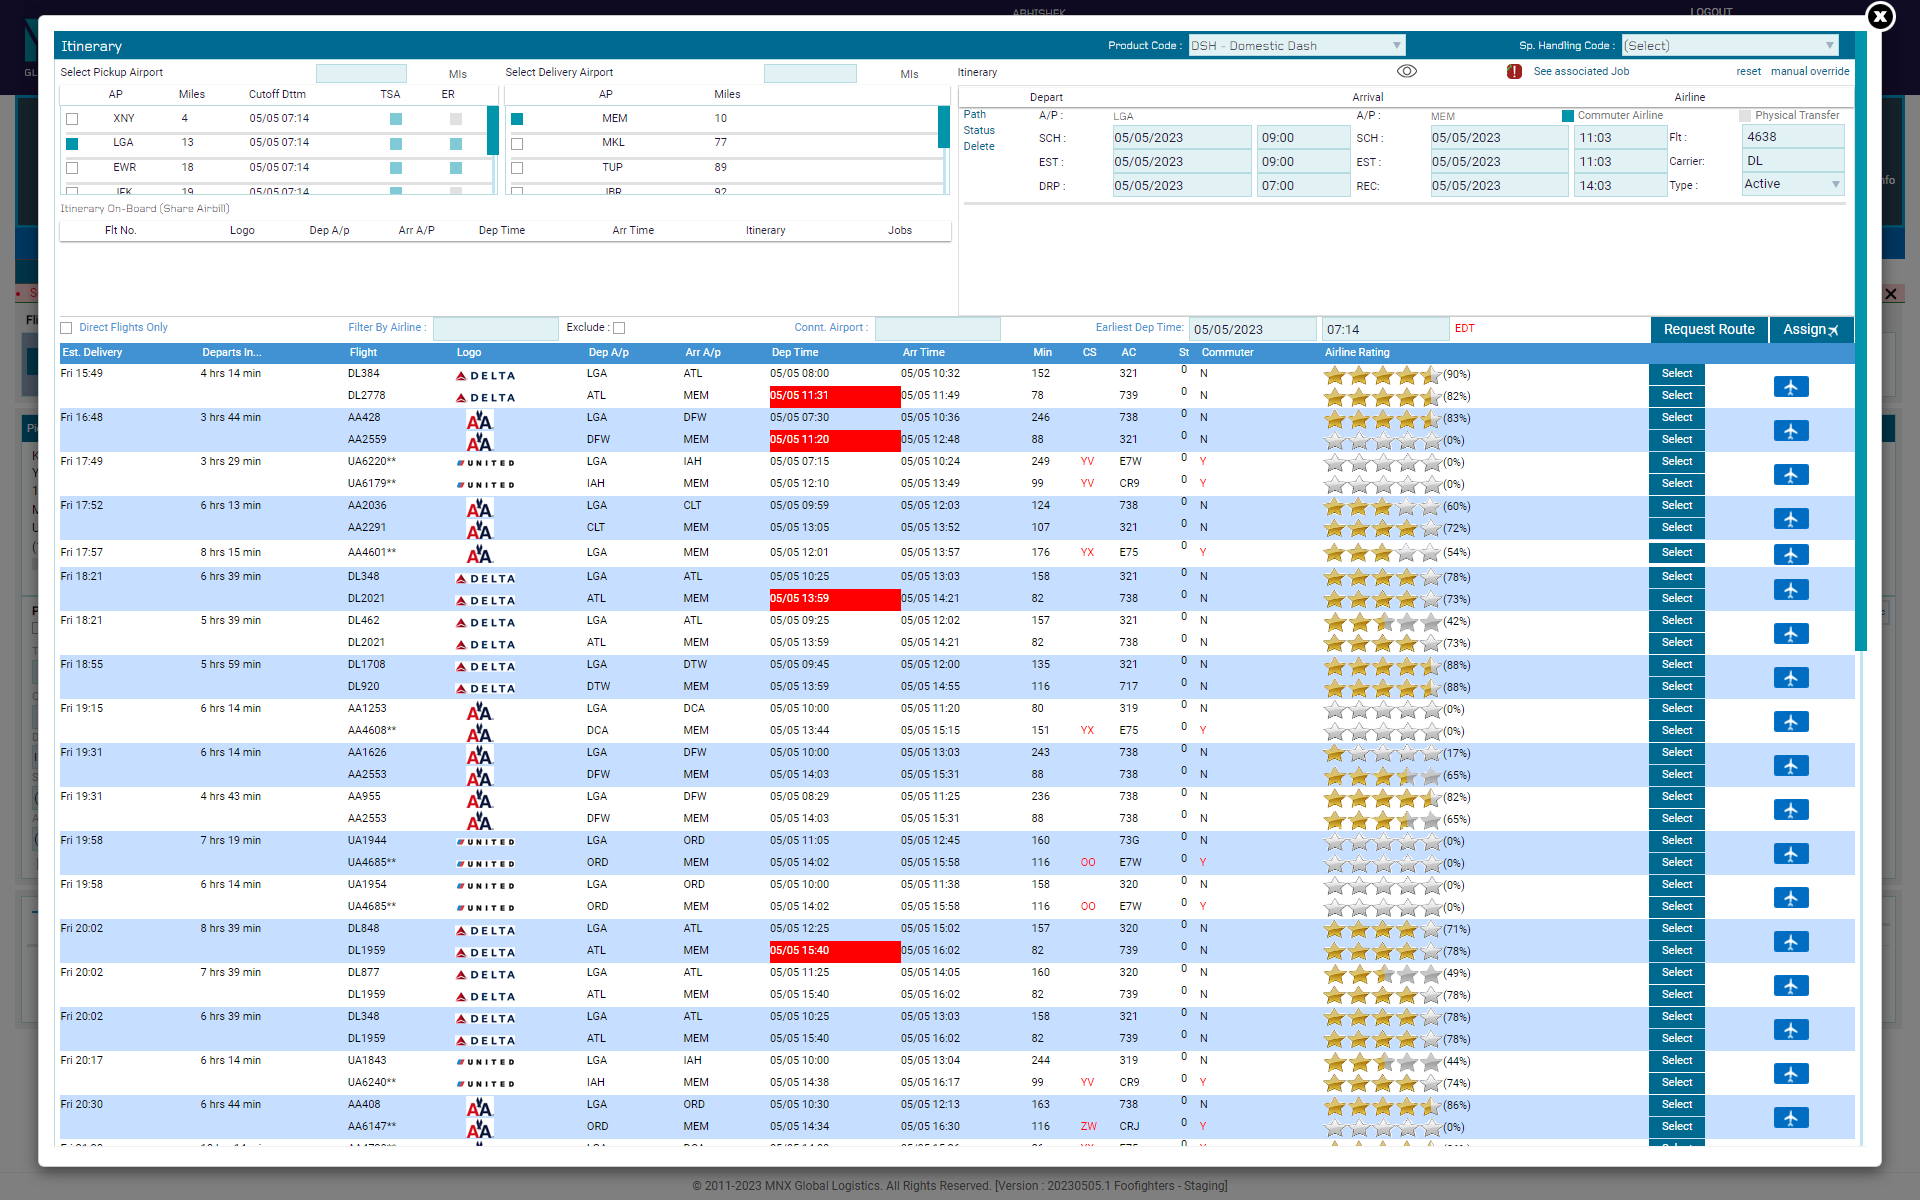 ABHISHEK
LOGOUT
Itinerary
Product Code : DSH - Domestic Dash
Sp. Handling Code : (Select)
Select Pickup Airport Mls
Select Delivery Airport Mls
Itinerary See associated Job reset manual override
AP Miles Cutoff Dttm TSA ER
XNY 4 05/05 07:14
LGA 13 05/05 07:14
EWR 18 05/05 07:14
JFK 19 05/05 07:14
AP Miles
MEM 10
MKL 77
TUP 89
JBR 92
Depart Arrival Airline
Path A/P : LGA A/P : MEM Commuter Airline Physical Transfer
Status SCH : 05/05/2023 09:00 SCH : 05/05/2023 11:03 Flt : 4638
Delete EST : 05/05/2023 09:00 EST : 05/05/2023 11:03 Carrier: DL
DRP : 05/05/2023 07:00 REC: 05/05/2023 14:03 Type : Active
Itinerary On-Board (Share Airbill)
Flt No. Logo Dep A/p Arr A/P Dep Time Arr Time Itinerary Jobs
Direct Flights Only Filter By Airline : Exclude : Connt. Airport : Earliest Dep Time: 05/05/2023 07:14 EDT Request Route Assign
Est. Delivery Departs In... Flight Logo Dep A/p Arr A/p Dep Time Arr Time Min CS AC St Commuter Airline Rating
Fri 15:49 4 hrs 14 min DL384 DELTA LGA ATL 05/05 08:00 05/05 10:32 152 321 0 N (90%) Select
DL2778 DELTA ATL MEM 05/05 11:31 05/05 11:49 78 739 0 N (82%) Select
Fri 16:48 3 hrs 44 min AA428 AA LGA DFW 05/05 07:30 05/05 10:36 246 738 0 N (83%) Select
AA2559 AA DFW MEM 05/05 11:20 05/05 12:48 88 321 0 N (0%) Select
Fri 17:49 3 hrs 29 min UA6220** UNITED LGA IAH 05/05 07:15 05/05 10:24 249 YV E7W 0 Y (0%) Select
UA6179** UNITED IAH MEM 05/05 12:10 05/05 13:49 99 YV CR9 0 Y (0%) Select
Fri 17:52 6 hrs 13 min AA2036 AA LGA CLT 05/05 09:59 05/05 12:03 124 738 0 N (60%) Select
AA2291 AA CLT MEM 05/05 13:05 05/05 13:52 107 321 0 N (72%) Select
Fri 17:57 8 hrs 15 min AA4601** AA LGA MEM 05/05 12:01 05/05 13:57 176 YX E75 0 Y (54%) Select
Fri 18:21 6 hrs 39 min DL348 DELTA LGA ATL 05/05 10:25 05/05 13:03 158 321 0 N (78%) Select
DL2021 DELTA ATL MEM 05/05 13:59 05/05 14:21 82 738 0 N (73%) Select
Fri 18:21 5 hrs 39 min DL462 DELTA LGA ATL 05/05 09:25 05/05 12:02 157 321 0 N (42%) Select
DL2021 DELTA ATL MEM 05/05 13:59 05/05 14:21 82 738 0 N (73%) Select
Fri 18:55 5 hrs 59 min DL1708 DELTA LGA DTW 05/05 09:45 05/05 12:00 135 321 0 N (88%) Select
DL920 DELTA DTW MEM 05/05 13:59 05/05 14:55 116 717 0 N (88%) Select
Fri 19:15 6 hrs 14 min AA1253 AA LGA DCA 05/05 10:00 05/05 11:20 80 319 0 N (0%) Select
AA4608** AA DCA MEM 05/05 13:44 05/05 15:15 151 YX E75 0 Y (0%) Select
Fri 19:31 6 hrs 14 min AA1626 AA LGA DFW 05/05 10:00 05/05 13:03 243 738 0 N (17%) Select
AA2553 AA DFW MEM 05/05 14:03 05/05 15:31 88 738 0 N (65%) Select
Fri 19:31 4 hrs 43 min AA955 AA LGA DFW 05/05 08:29 05/05 11:25 236 738 0 N (82%) Select
AA2553 AA DFW MEM 05/05 14:03 05/05 15:31 88 738 0 N (65%) Select
Fri 19:58 7 hrs 19 min UA1944 UNITED LGA ORD 05/05 11:05 05/05 12:45 160 73G 0 N (0%) Select
UA4685** UNITED ORD MEM 05/05 14:02 05/05 15:58 116 OO E7W 0 Y (0%) Select
Fri 19:58 6 hrs 14 min UA1954 UNITED LGA ORD 05/05 10:00 05/05 11:38 158 320 0 N (0%) Select
UA4685** UNITED ORD MEM 05/05 14:02 05/05 15:58 116 OO E7W 0 Y (0%) Select
Fri 20:02 8 hrs 39 min DL848 DELTA LGA ATL 05/05 12:25 05/05 15:02 157 320 0 N (71%) Select
DL1959 DELTA ATL MEM 05/05 15:40 05/05 16:02 82 739 0 N (78%) Select
Fri 20:02 7 hrs 39 min DL877 DELTA LGA ATL 05/05 11:25 05/05 14:05 160 320 0 N (49%) Select
DL1959 DELTA ATL MEM 05/05 15:40 05/05 16:02 82 739 0 N (78%) Select
Fri 20:02 6 hrs 39 min DL348 DELTA LGA ATL 05/05 10:25 05/05 13:03 158 321 0 N (78%) Select
DL1959 DELTA ATL MEM 05/05 15:40 05/05 16:02 82 739 0 N (78%) Select
Fri 20:17 6 hrs 14 min UA1843 UNITED LGA IAH 05/05 10:00 05/05 13:04 244 319 0 N (44%) Select
UA6240** UNITED IAH MEM 05/05 14:38 05/05 16:17 99 YV CR9 0 Y (74%) Select
Fri 20:30 6 hrs 44 min AA408 AA LGA ORD 05/05 10:30 05/05 12:13 163 738 0 N (86%) Select
AA6147** AA ORD MEM 05/05 14:34 05/05 16:30 116 ZW CRJ 0 Y (0%) Select
© 2011-2023 MNX Global Logistics. All Rights Reserved. [Version : 20230505.1 Foofighters - Staging]